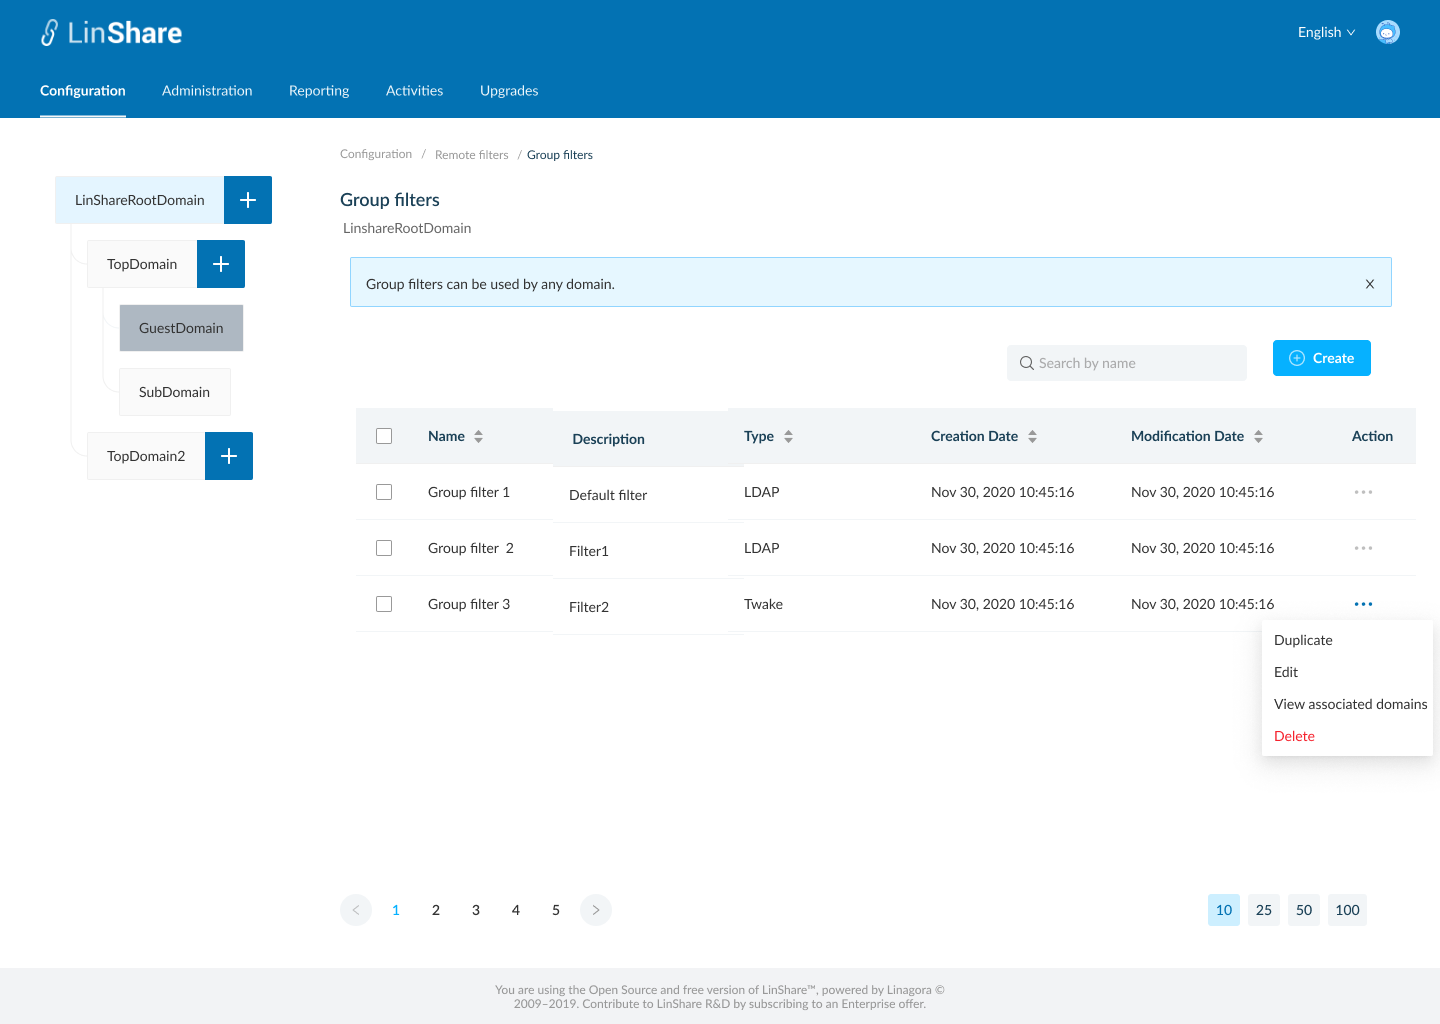 LinShare
English
Configuration Administration Reporting Activities Upgrades
Configuration / Remote filters / Group filters
LinShareRootDomain
TopDomain
GuestDomain
SubDomain
TopDomain2
Group filters
LinshareRootDomain
Group filters can be used by any domain.
Search by name
Create
Name Description Type Creation Date Modification Date Action
Group filter 1 Default filter LDAP Nov 30, 2020 10:45:16 Nov 30, 2020 10:45:16
Group filter 2 Filter1 LDAP Nov 30, 2020 10:45:16 Nov 30, 2020 10:45:16
Group filter 3 Filter2 Twake Nov 30, 2020 10:45:16 Nov 30, 2020 10:45:16
Duplicate
Edit
View associated domains
Delete
< 1 2 3 4 5 >
10 25 50 100
You are using the Open Source and free version of LinShare™, powered by Linagora ©
2009–2019. Contribute to LinShare R&D by subscribing to an Enterprise offer.